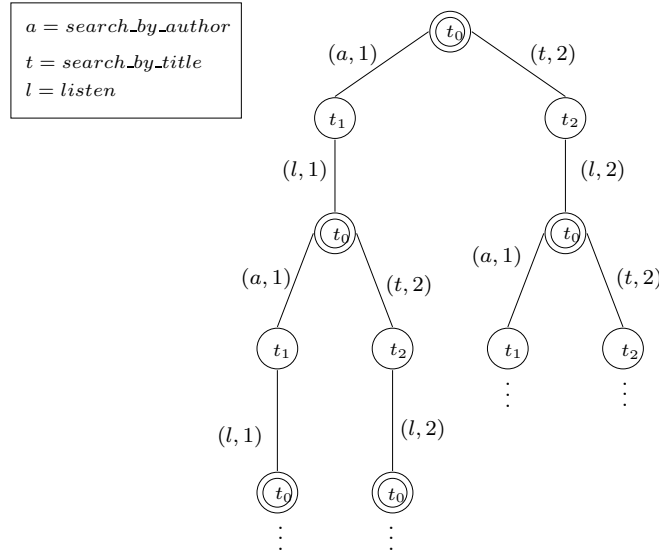 a = search_by_author
t = search_by_title
l = listen
t₀
(a, 1) (t, 2)
t₁ t₂
(l, 1) (l, 2)
t₀ t₀
(a, 1) (t, 2) (a, 1) (t, 2)
t₁ t₂ t₁ t₂
⋮ ⋮
(l, 1) (l, 2)
t₀ t₀
⋮ ⋮